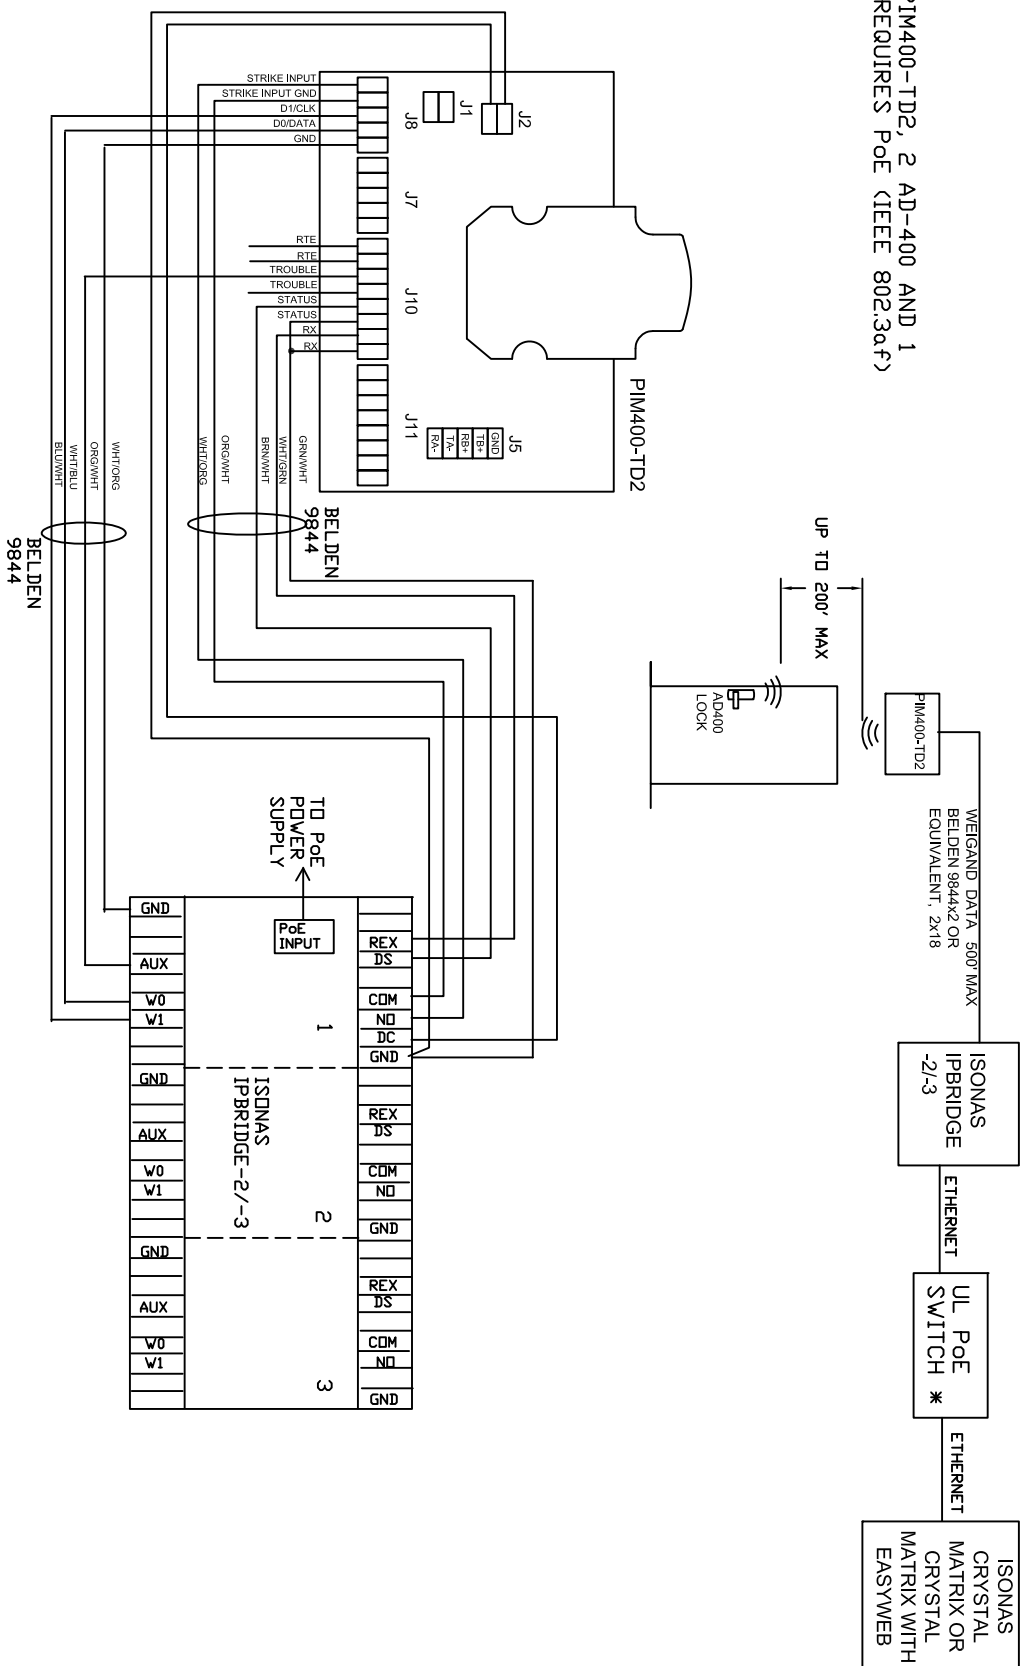 PIM400-TD2, 2 AD-400 AND 1
REQUIRES PoE (IEEE 802.3af)
J2
J1
J8
J7
J10
J11
J5
GND
TB+
RB+
TA-
RA-
PIM400-TD2
STRIKE INPUT
STRIKE INPUT GND
D1/CLK
D0/DATA
GND
RTE
RTE
TROUBLE
TROUBLE
STATUS
STATUS
RX
RX
GRN/WHT
WHT/GRN
BRN/WHT
ORG/WHT
WHT/ORG
WHT/ORG
ORG/WHT
WHT/BLU
BLU/WHT
BELDEN
9844
BELDEN
9844
UP TO 200' MAX
AD400
LOCK
PIM400-TD2
WEIGAND DATA 500' MAX
BELDEN 9844x2 OR
EQUIVALENT, 2x18
ISONAS
IPBRIDGE
-2/-3
ETHERNET
UL PoE
SWITCH *
ETHERNET
ISONAS
CRYSTAL
MATRIX OR
CRYSTAL
MATRIX WITH
EASYWEB
TO PoE
POWER
SUPPLY
PoE
INPUT
ISONAS
IPBRIDGE-2/-3
1
2
3
GND
AUX
W0
W1
GND
AUX
W0
W1
GND
AUX
W0
W1
REX
DS
COM
NO
DC
GND
REX
DS
COM
NO
GND
REX
DS
COM
NO
GND